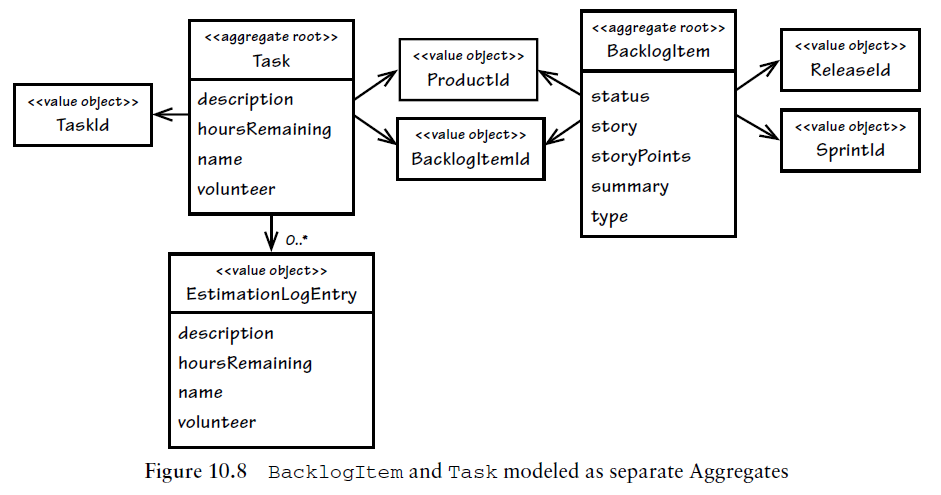 <<aggregate root>>
Task
description
hoursRemaining
name
volunteer
<<value object>>
TaskId
<<value object>>
ProductId
<<value object>>
BacklogItemId
<<aggregate root>>
BacklogItem
status
story
storyPoints
summary
type
<<value object>>
ReleaseId
<<value object>>
SprintId
0..*
<<value object>>
EstimationLogEntry
description
hoursRemaining
name
volunteer
Figure 10.8 BacklogItem and Task modeled as separate Aggregates